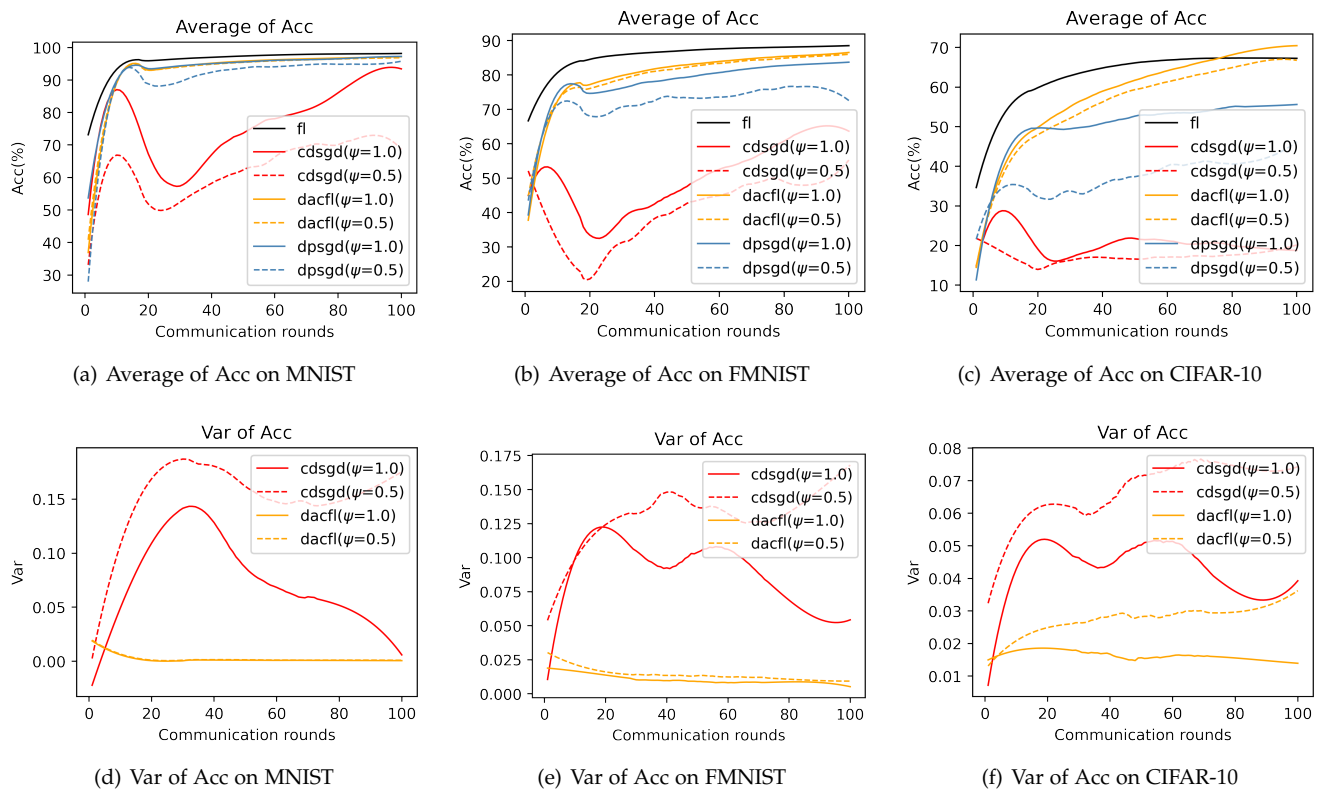 Average of Acc
Acc(%)
100
90
80
70
60
50
40
30
0
20
40
60
80
100
Communication rounds
fl
cdsgd(ψ=1.0)
cdsgd(ψ=0.5)
dacfl(ψ=1.0)
dacfl(ψ=0.5)
dpsgd(ψ=1.0)
dpsgd(ψ=0.5)
(a) Average of Acc on MNIST
Average of Acc
Acc(%)
90
80
70
60
50
40
30
20
0
20
40
60
80
100
Communication rounds
fl
cdsgd(ψ=1.0)
cdsgd(ψ=0.5)
dacfl(ψ=1.0)
dacfl(ψ=0.5)
dpsgd(ψ=1.0)
dpsgd(ψ=0.5)
(b) Average of Acc on FMNIST
Average of Acc
Acc(%)
70
60
50
40
30
20
10
0
20
40
60
80
100
Communication rounds
fl
cdsgd(ψ=1.0)
cdsgd(ψ=0.5)
dacfl(ψ=1.0)
dacfl(ψ=0.5)
dpsgd(ψ=1.0)
dpsgd(ψ=0.5)
(c) Average of Acc on CIFAR-10
Var of Acc
Var
0.15
0.10
0.05
0.00
0
20
40
60
80
100
Communication rounds
cdsgd(ψ=1.0)
cdsgd(ψ=0.5)
dacfl(ψ=1.0)
dacfl(ψ=0.5)
(d) Var of Acc on MNIST
Var of Acc
Var
0.175
0.150
0.125
0.100
0.075
0.050
0.025
0.000
0
20
40
60
80
100
Communication rounds
cdsgd(ψ=1.0)
cdsgd(ψ=0.5)
dacfl(ψ=1.0)
dacfl(ψ=0.5)
(e) Var of Acc on FMNIST
Var of Acc
Var
0.08
0.07
0.06
0.05
0.04
0.03
0.02
0.01
0
20
40
60
80
100
Communication rounds
cdsgd(ψ=1.0)
cdsgd(ψ=0.5)
dacfl(ψ=1.0)
dacfl(ψ=0.5)
(f) Var of Acc on CIFAR-10